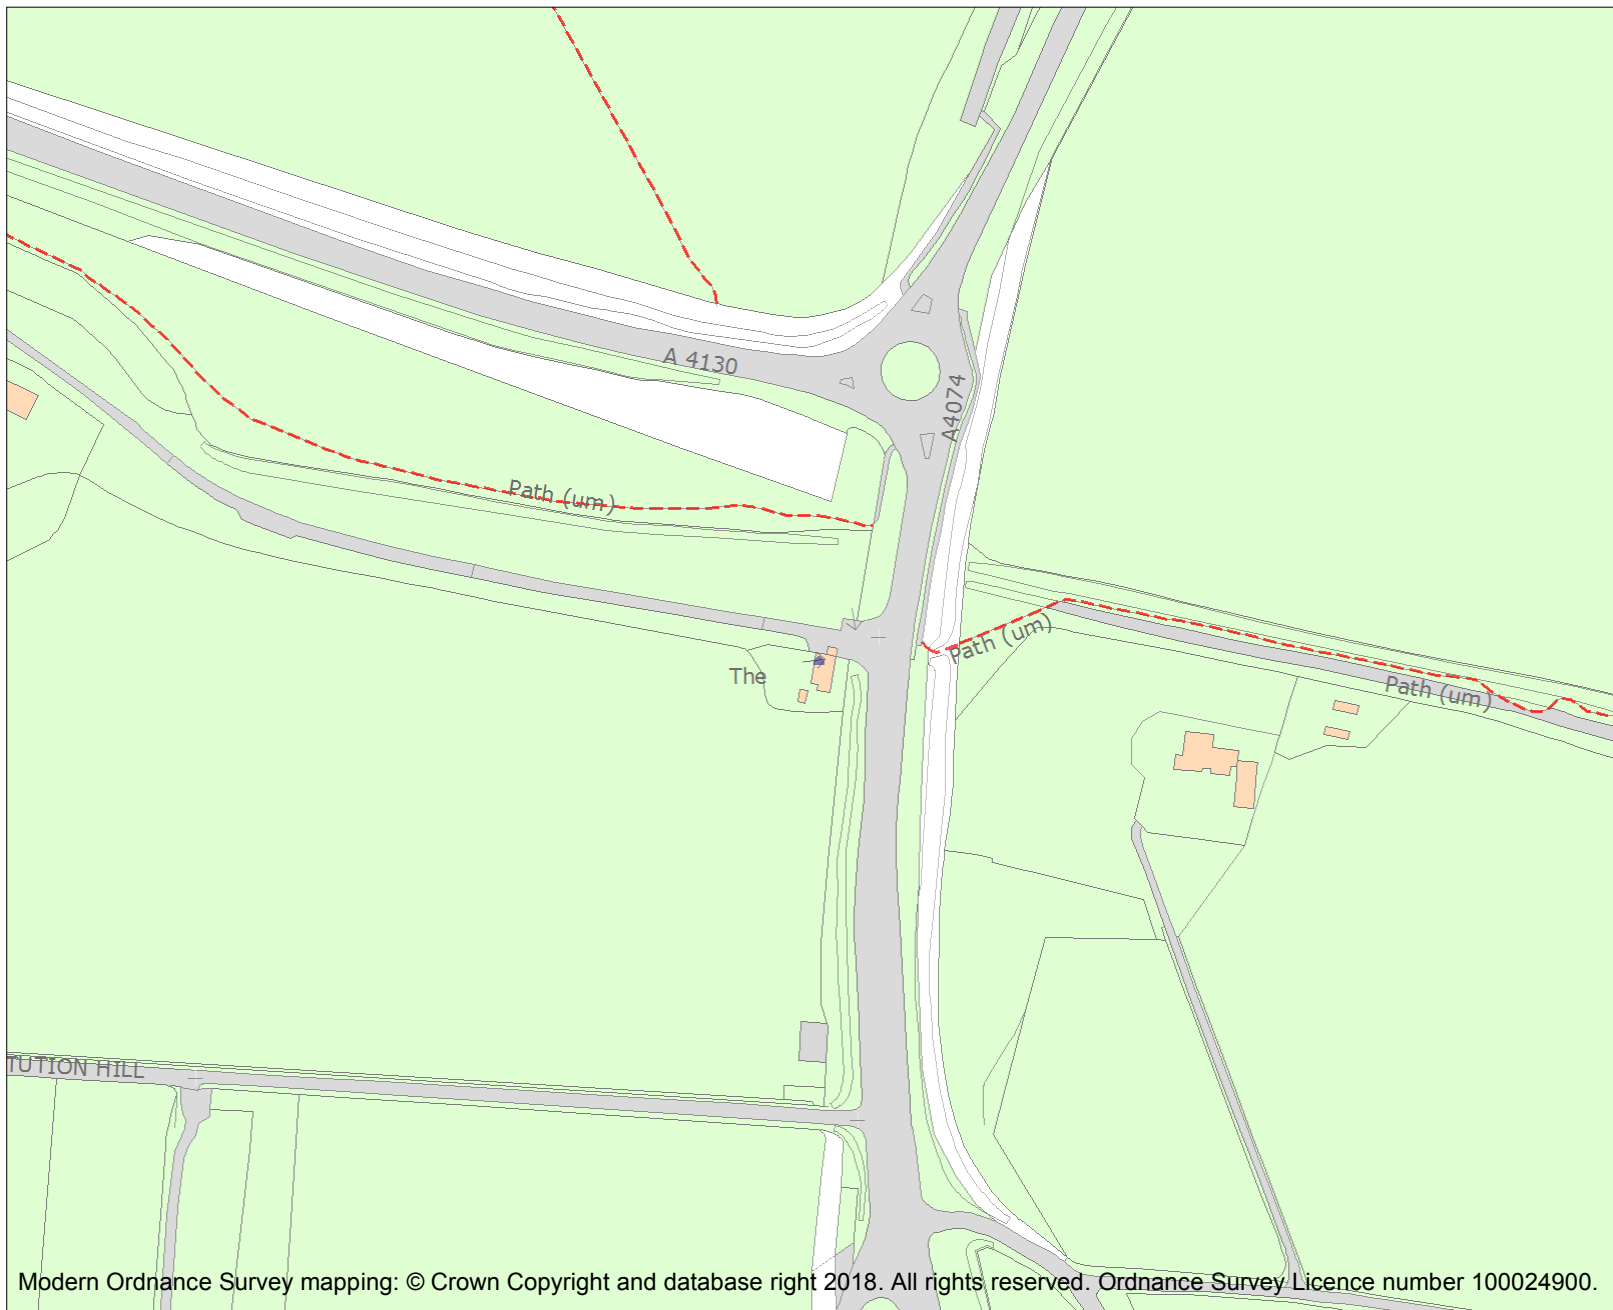 A 4130
A4074
Path (um)
Path (um)
The
Path (um)
TUTION HILL
Modern Ordnance Survey mapping: © Crown Copyright and database right 2018. All rights reserved. Ordnance Survey Licence number 100024900.